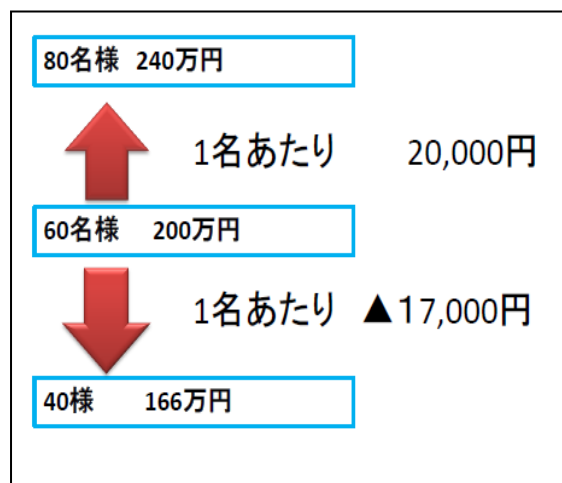 80名様 240万円
1名あたり 20,000円
60名様 200万円
1名あたり ▲17,000円
40様 166万円